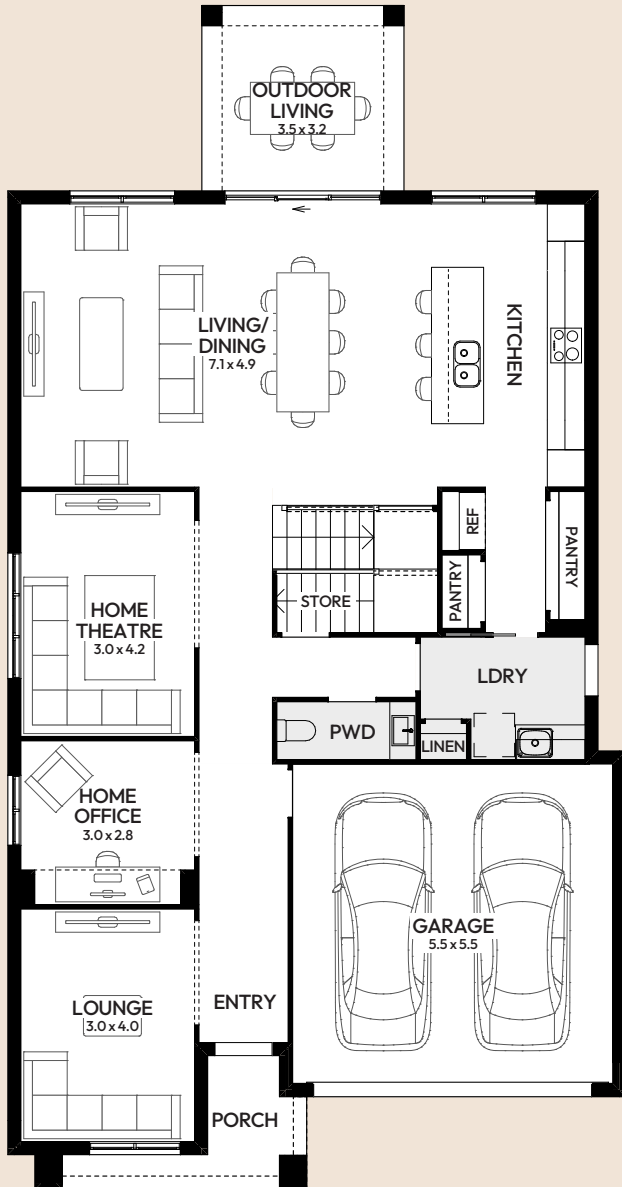 OUTDOOR
LIVING
3.5 x 3.2
LIVING/
DINING
7.1 x 4.9
KITCHEN
REF
PANTRY
PANTRY
HOME
THEATRE
3.0 x 4.2
STORE
LDRY
PWD
LINEN
HOME
OFFICE
3.0 x 2.8
GARAGE
5.5 x 5.5
LOUNGE
3.0 x 4.0
ENTRY
PORCH